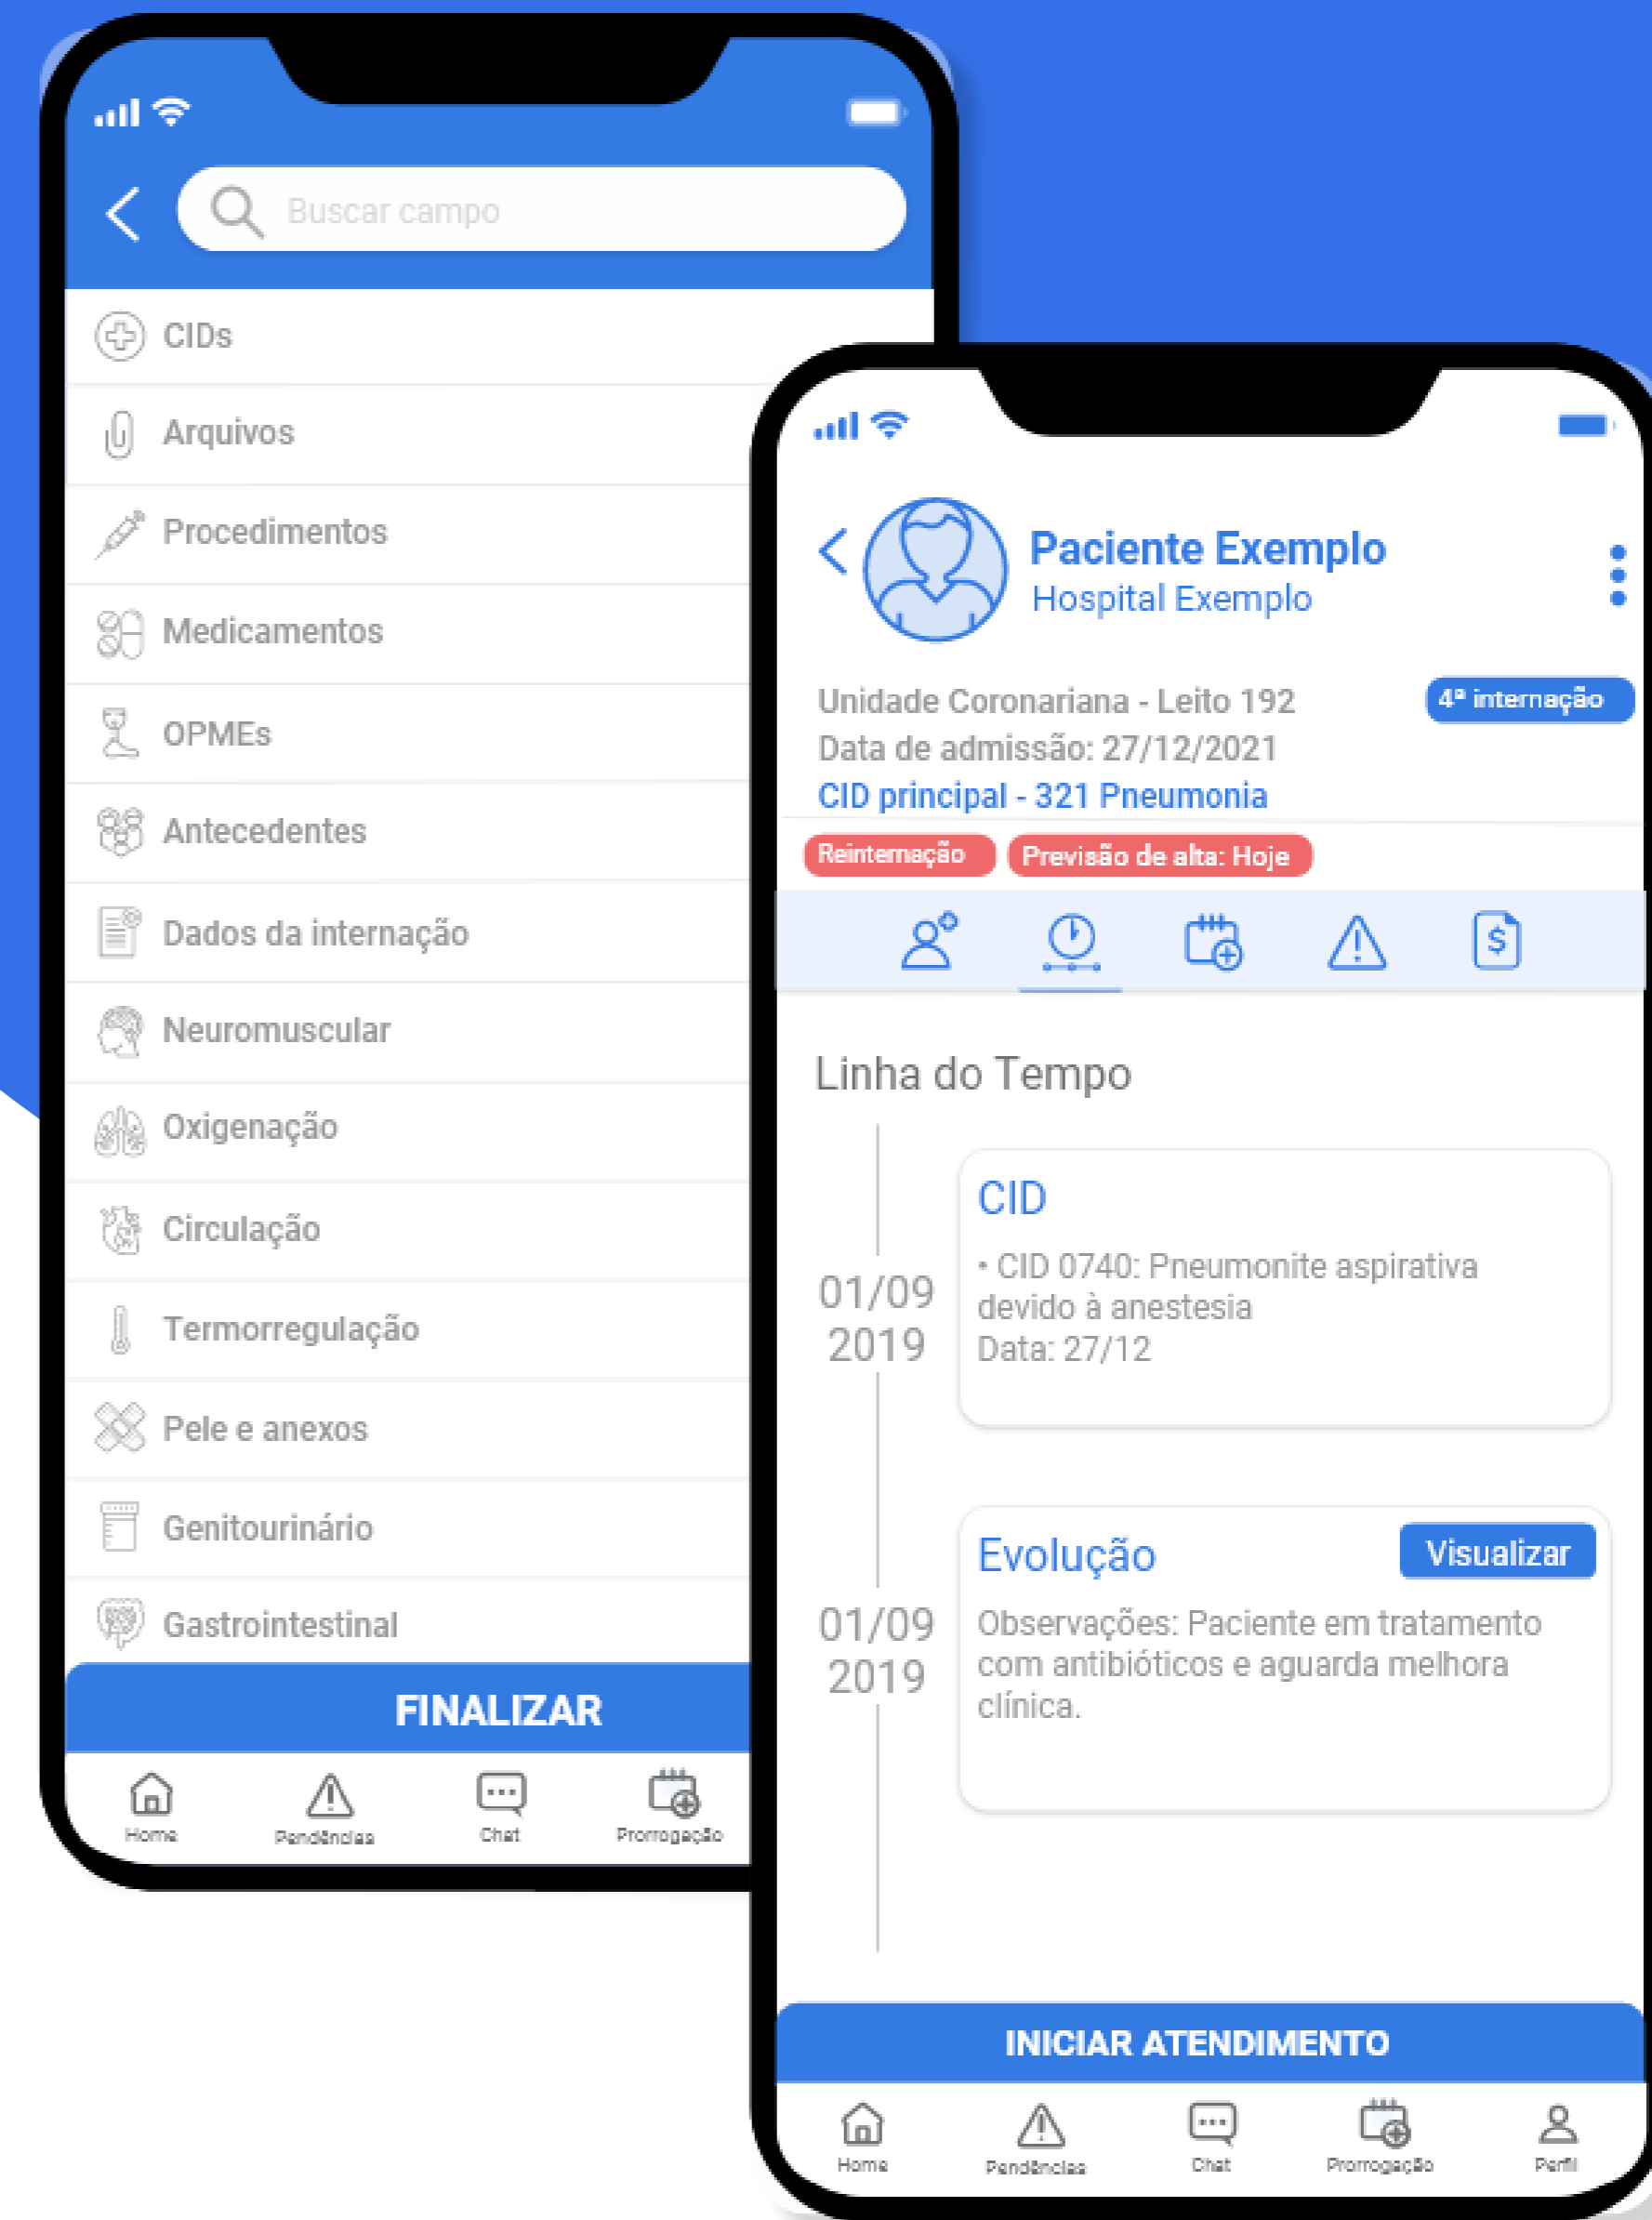 Buscar campo
CIDs
Arquivos
Procedimentos
Medicamentos
OPMEs
Antecedentes
Dados da internação
Neuromuscular
Oxigenação
Circulação
Termorregulação
Pele e anexos
Genitourinário
Gastrointestinal
FINALIZAR
Home
Pendências
Chat
Prorrogação
Paciente Exemplo
Hospital Exemplo
Unidade Coronariana - Leito 192
4ª internação
Data de admissão: 27/12/2021
CID principal - 321 Pneumonia
Reinternação
Previsão de alta: Hoje
Linha do Tempo
01/09
2019
CID
• CID 0740: Pneumonite aspirativa
devido à anestesia
Data: 27/12
01/09
2019
Evolução
Visualizar
Observações: Paciente em tratamento
com antibióticos e aguarda melhora
clínica.
INICIAR ATENDIMENTO
Home
Pendências
Chat
Prorrogação
Perfil